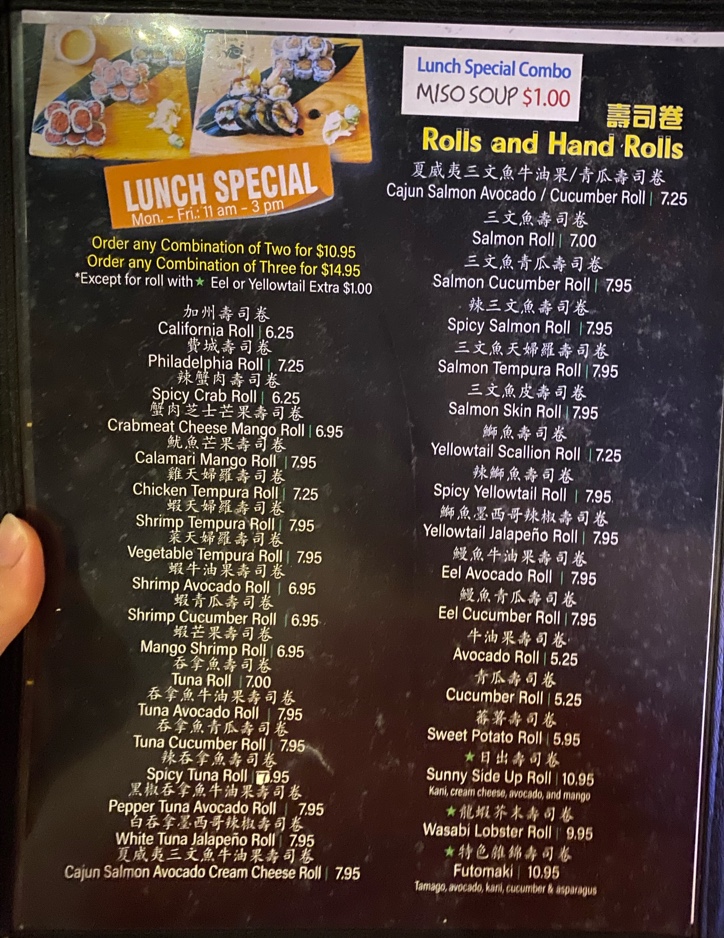 LUNCH SPECIAL
Mon. - Fri.: 11 am - 3 pm
Order any Combination of Two for $10.95
Order any Combination of Three for $14.95
*Except for roll with★ Eel or Yellowtail Extra $1.00
加州壽司卷
California Roll | 6.25
費城壽司卷
Philadelphia Roll | 7.25
辣蟹肉壽司卷
Spicy Crab Roll | 6.25
蟹肉芝士芒果壽司卷
Crabmeat Cheese Mango Roll | 6.95
魷魚芒果壽司卷
Calamari Mango Roll | 7.95
雞天婦羅壽司卷
Chicken Tempura Roll | 7.25
蝦天婦羅壽司卷
Shrimp Tempura Roll | 7.95
菜天婦羅壽司卷
Vegetable Tempura Roll | 7.95
蝦牛油果壽司卷
Shrimp Avocado Roll | 6.95
蝦青瓜壽司卷
Shrimp Cucumber Roll | 6.95
蝦芒果壽司卷
Mango Shrimp Roll | 6.95
吞拿魚壽司卷
Tuna Roll | 7.00
吞拿魚牛油果壽司卷
Tuna Avocado Roll | 7.95
吞拿魚青瓜壽司卷
Tuna Cucumber Roll | 7.95
辣吞拿魚壽司卷
Spicy Tuna Roll | 7.95
黑椒吞拿魚牛油果壽司卷
Pepper Tuna Avocado Roll | 7.95
白吞拿墨西哥辣椒壽司卷
White Tuna Jalapeño Roll | 7.95
夏威夷三文魚牛油果芝士壽司卷
Cajun Salmon Avocado Cream Cheese Roll | 7.95
Lunch Special Combo
MISO SOUP $1.00
壽司卷
Rolls and Hand Rolls
夏威夷三文魚牛油果/青瓜壽司卷
Cajun Salmon Avocado / Cucumber Roll | 7.25
三文魚壽司卷
Salmon Roll | 7.00
三文魚青瓜壽司卷
Salmon Cucumber Roll | 7.95
辣三文魚壽司卷
Spicy Salmon Roll | 7.95
三文魚天婦羅壽司卷
Salmon Tempura Roll | 7.95
三文魚皮壽司卷
Salmon Skin Roll | 7.95
鰤魚壽司卷
Yellowtail Scallion Roll | 7.25
辣鰤魚壽司卷
Spicy Yellowtail Roll | 7.95
鰤魚墨西哥辣椒壽司卷
Yellowtail Jalapeño Roll | 7.95
鰻魚牛油果壽司卷
Eel Avocado Roll | 7.95
鰻魚青瓜壽司卷
Eel Cucumber Roll | 7.95
牛油果壽司卷
Avocado Roll | 5.25
青瓜壽司卷
Cucumber Roll | 5.25
蕃薯壽司卷
Sweet Potato Roll | 5.95
★日出壽司卷
Sunny Side Up Roll | 10.95
Kani, cream cheese, avocado, and mango
★龍蝦芥末壽司卷
Wasabi Lobster Roll | 9.95
★特色雜錦壽司卷
Futomaki | 10.95
Tamago, avocado, kani, cucumber & asparagus